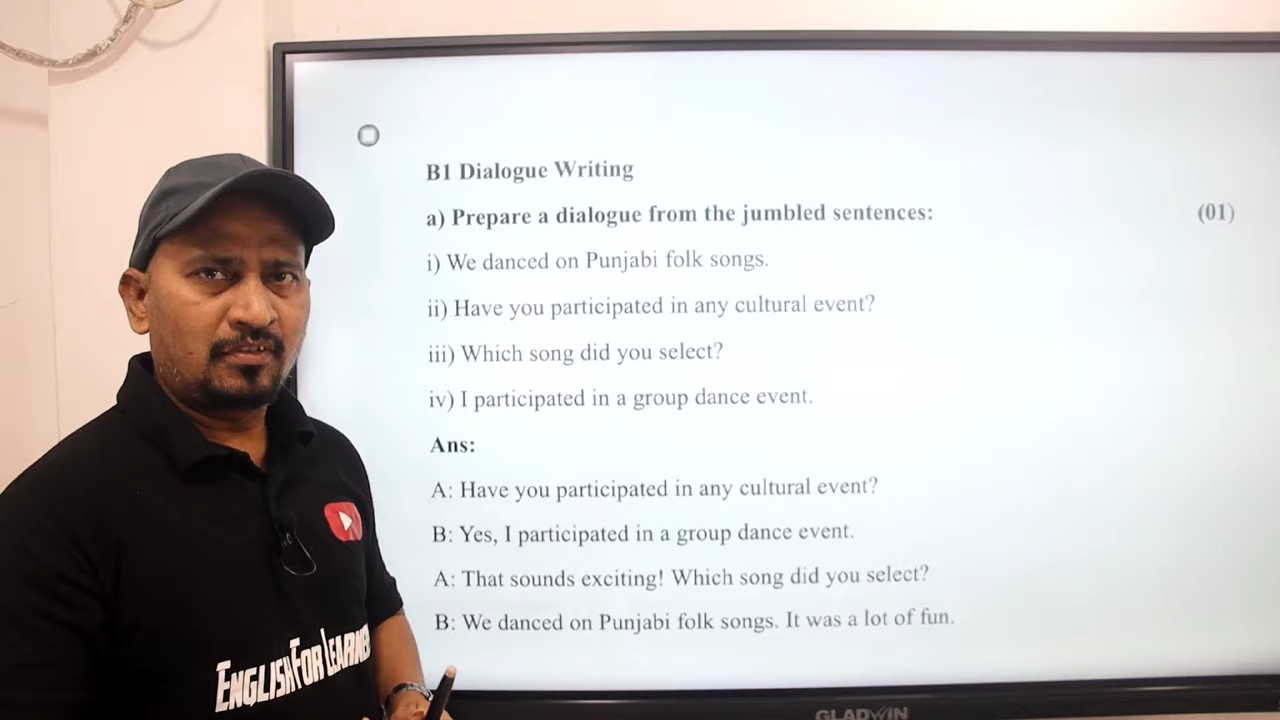 B1 Dialogue Writing
a) Prepare a dialogue from the jumbled sentences: (01)
i) We danced on Punjabi folk songs.
ii) Have you participated in any cultural event?
iii) Which song did you select?
iv) I participated in a group dance event.
Ans:
A: Have you participated in any cultural event?
B: Yes, I participated in a group dance event.
A: That sounds exciting! Which song did you select?
B: We danced on Punjabi folk songs. It was a lot of fun.
ENGLISH FOR LEARNER
GLADWIN